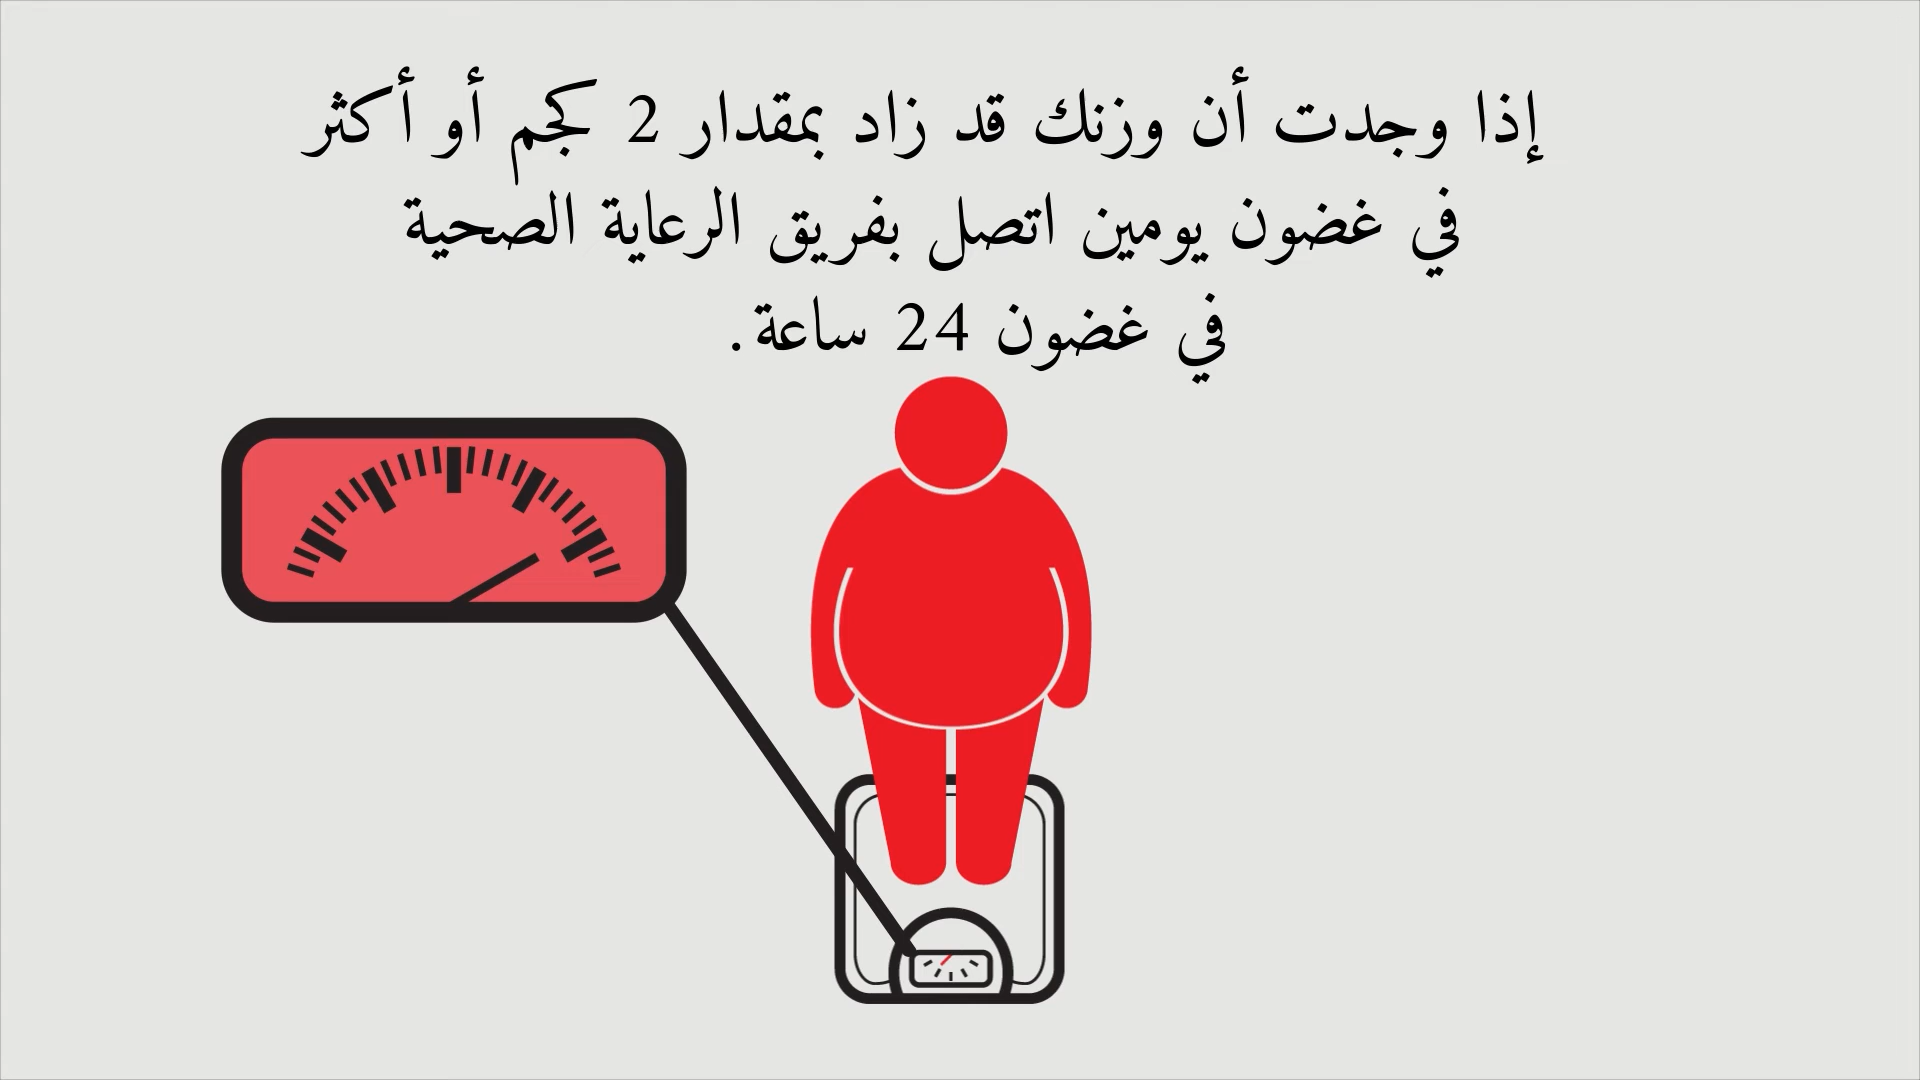 إذا وجدت أن وزنك قد زاد بمقدار 2 كجم أو أكثر
في غضون يومين اتصل بفريق الرعاية الصحية
في غضون 24 ساعة.